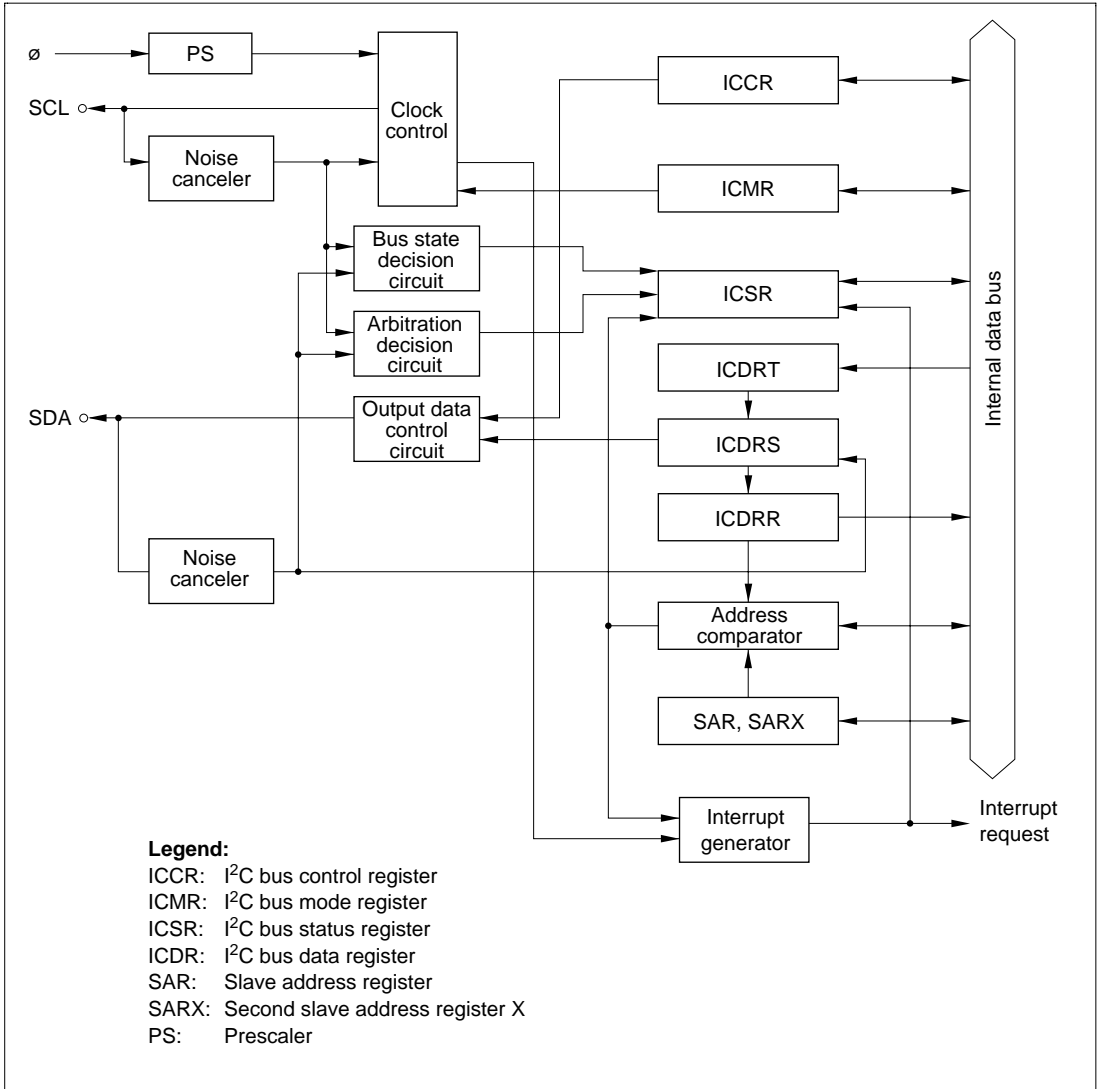 ø
PS
SCL
Clock
control
Noise
canceler
ICCR
ICMR
Bus state
decision
circuit
ICSR
Arbitration
decision
circuit
ICDRT
SDA
Output data
control
circuit
ICDRS
ICDRR
Noise
canceler
Address
comparator
SAR, SARX
Internal data bus
Interrupt
generator
Interrupt
request
Legend:
ICCR: I²C bus control register
ICMR: I²C bus mode register
ICSR: I²C bus status register
ICDR: I²C bus data register
SAR: Slave address register
SARX: Second slave address register X
PS: Prescaler